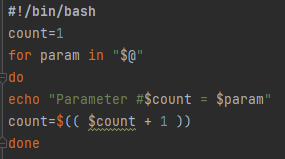 #!/bin/bash
count=1
for param in "$@"
do
echo "Parameter #$count = $param"
count=$(( $count + 1 ))
done